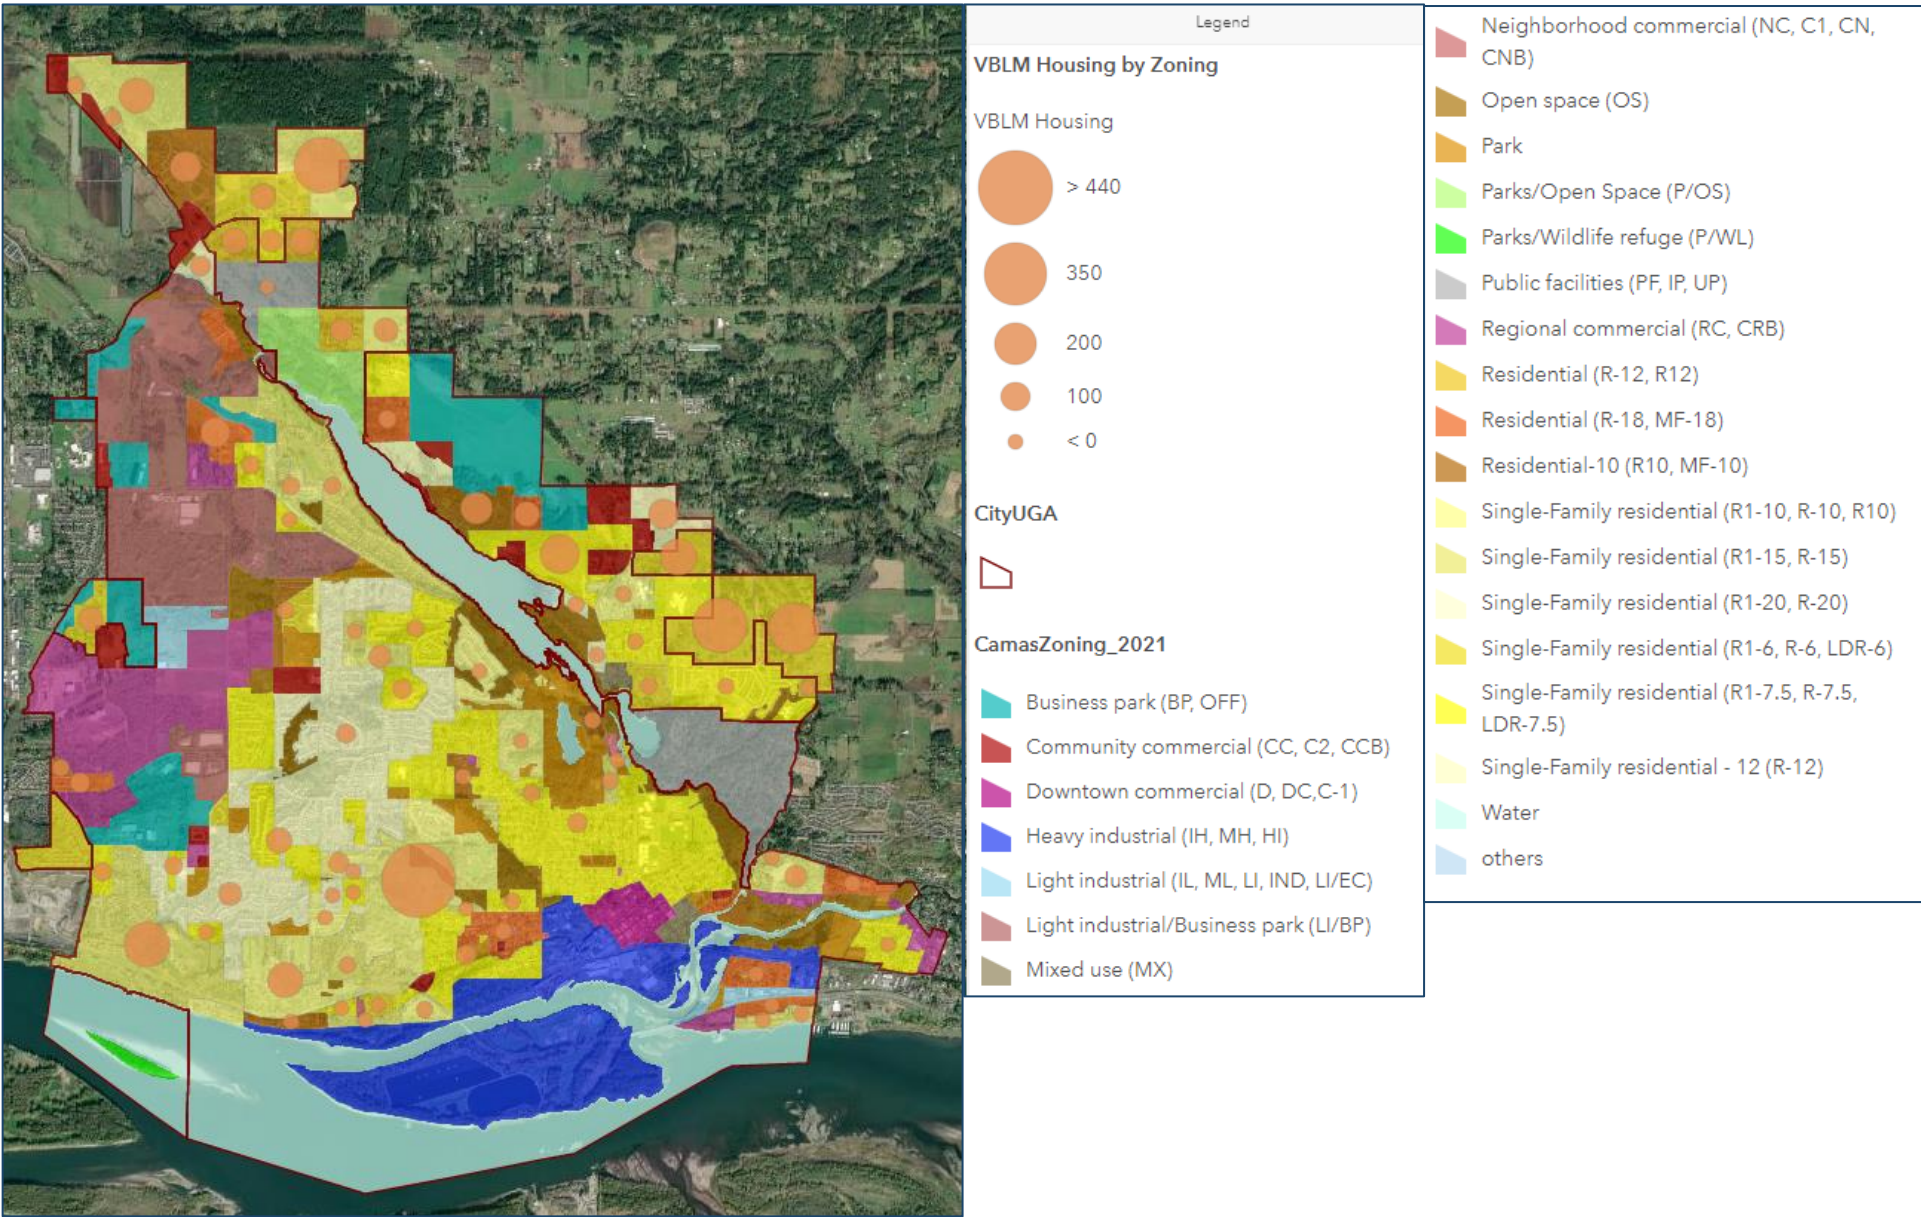 Legend
VBLM Housing by Zoning
VBLM Housing
> 440
350
200
100
< 0
CityUGA
CamasZoning_2021
Business park (BP, OFF)
Community commercial (CC, C2, CCB)
Downtown commercial (D, DC,C-1)
Heavy industrial (IH, MH, HI)
Light industrial (IL, ML, LI, IND, LI/EC)
Light industrial/Business park (LI/BP)
Mixed use (MX)
Neighborhood commercial (NC, C1, CN,
CNB)
Open space (OS)
Park
Parks/Open Space (P/OS)
Parks/Wildlife refuge (P/WL)
Public facilities (PF, IP, UP)
Regional commercial (RC, CRB)
Residential (R-12, R12)
Residential (R-18, MF-18)
Residential-10 (R10, MF-10)
Single-Family residential (R1-10, R-10, R10)
Single-Family residential (R1-15, R-15)
Single-Family residential (R1-20, R-20)
Single-Family residential (R1-6, R-6, LDR-6)
Single-Family residential (R1-7.5, R-7.5,
LDR-7.5)
Single-Family residential - 12 (R-12)
Water
others